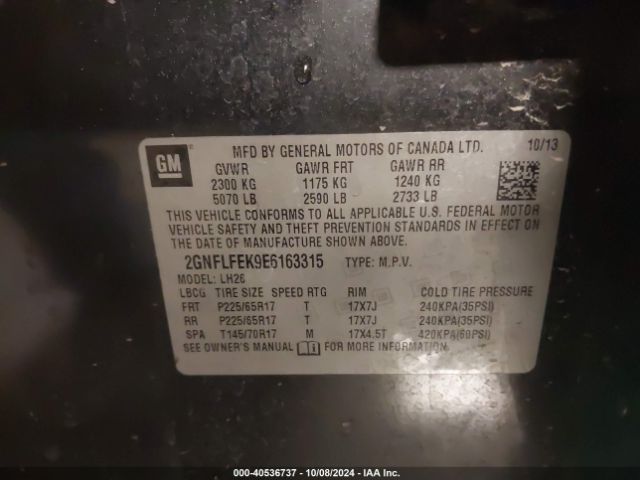 GM
MFD BY GENERAL MOTORS OF CANADA LTD. 10/13
GVWR GAWR FRT GAWR RR
2300 KG 1175 KG 1240 KG
5070 LB 2590 LB 2733 LB
THIS VEHICLE CONFORMS TO ALL APPLICABLE U.S. FEDERAL MOTOR
VEHICLE SAFETY AND THEFT PREVENTION STANDARDS IN EFFECT ON
THE DATE OF MANUFACTURE SHOWN ABOVE.
2GNFLFEK9E6163315 TYPE: M.P.V.
MODEL: LH26
LBCG TIRE SIZE SPEED RTG RIM COLD TIRE PRESSURE
FRT P225/65R17 T 17X7J 240KPA(35PSI)
RR P225/65R17 T 17X7J 240KPA(35PSI)
SPA T145/70R17 M 17X4.5T 420KPA(60PSI)
SEE OWNER'S MANUAL FOR MORE INFORMATION.
000-40536737 - 10/08/2024 - IAA Inc.